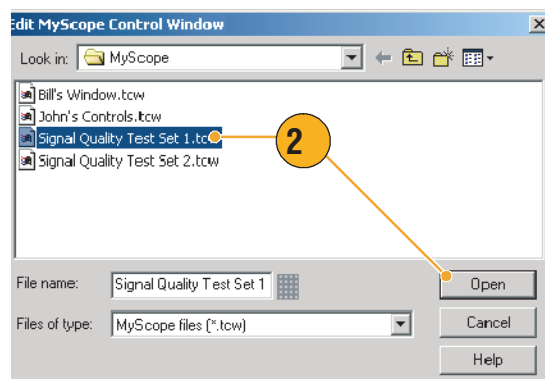 Edit MyScope Control Window
Look in: MyScope
Bill's Window.tcw
John's Controls.tcw
Signal Quality Test Set 1.tcw
Signal Quality Test Set 2.tcw
2
File name: Signal Quality Test Set 1 Open
Files of type: MyScope files (*.tcw) Cancel
Help